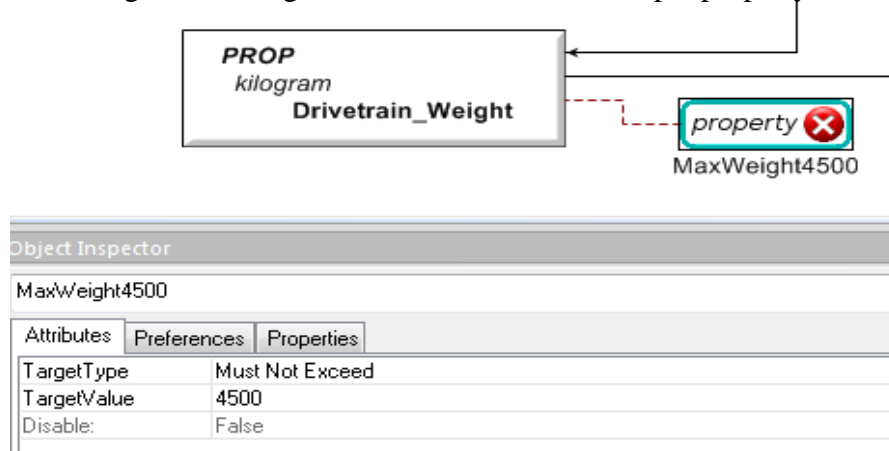 PROP
kilogram
Drivetrain_Weight
property
MaxWeight4500
Object Inspector
MaxWeight4500
Attributes Preferences Properties
TargetType Must Not Exceed
TargetValue 4500
Disable: False